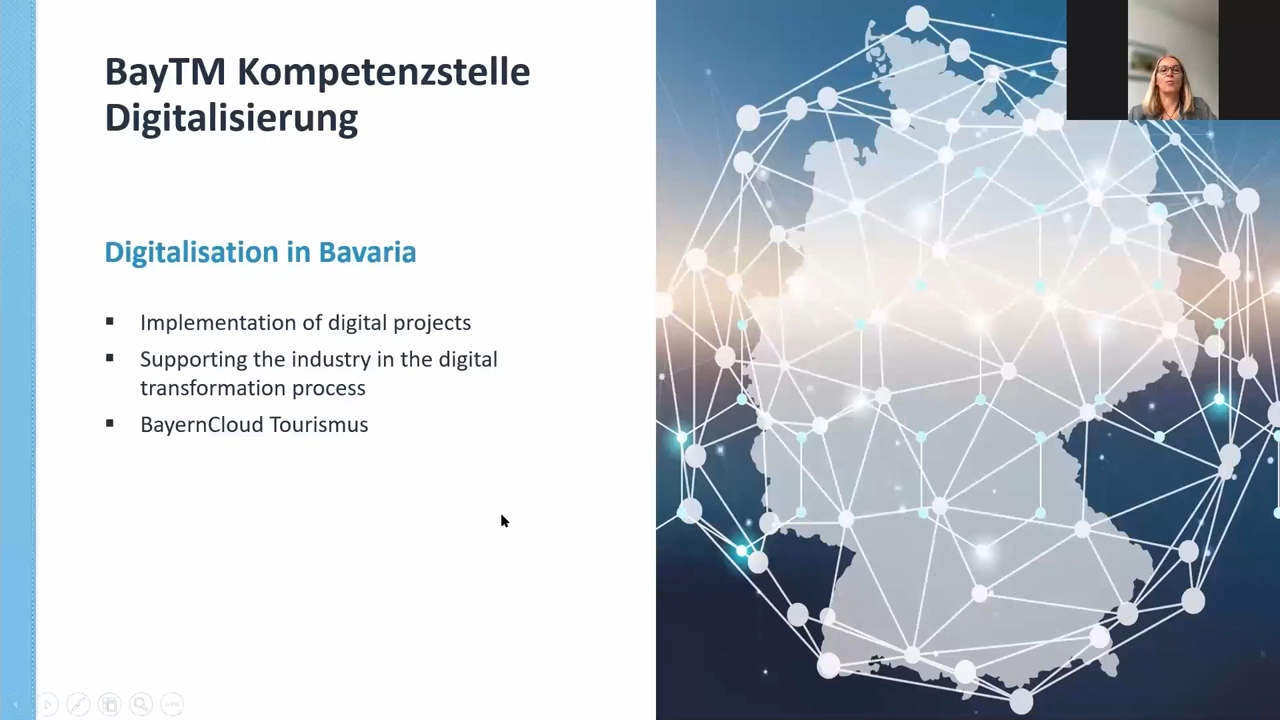 BayTM Kompetenzstelle
Digitalisierung
Digitalisation in Bavaria
▪ Implementation of digital projects
▪ Supporting the industry in the digital
transformation process
▪ BayernCloud Tourismus